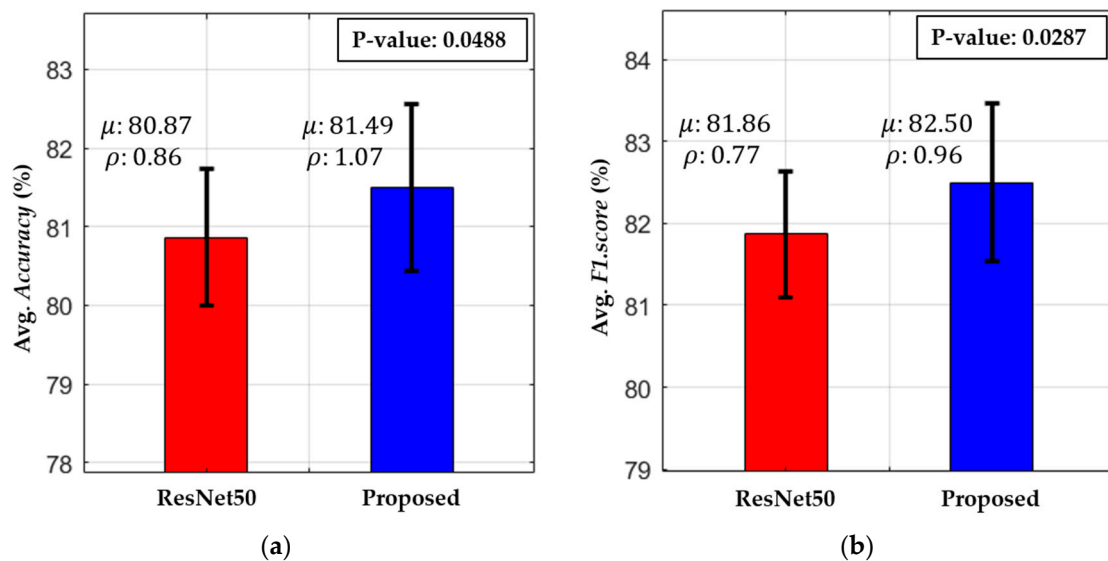 P-value: 0.0488
83
82
81
80
79
78
Avg. Accuracy (%)
μ: 80.87
ρ: 0.86
μ: 81.49
ρ: 1.07
ResNet50
Proposed
(a)
P-value: 0.0287
84
83
82
81
80
79
Avg. F1.score (%)
μ: 81.86
ρ: 0.77
μ: 82.50
ρ: 0.96
ResNet50
Proposed
(b)